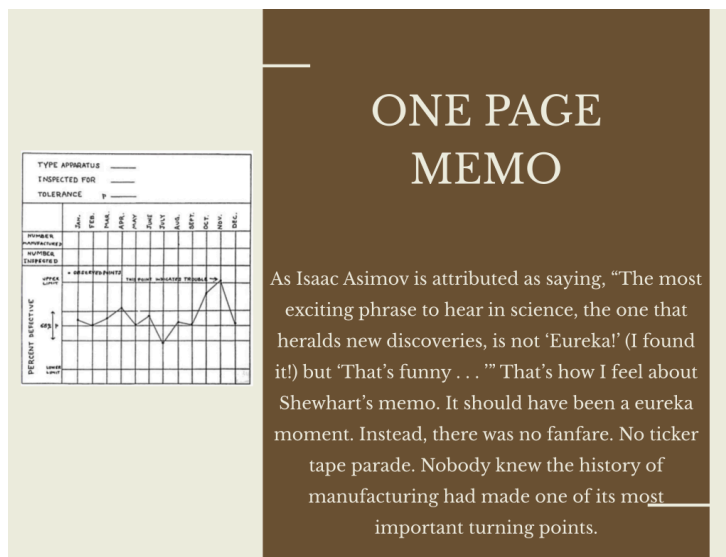 TYPE APPARATUS
INSPECTED FOR
TOLERANCE P
JAN. FEB. MAR. APR. MAY JUNE JULY AUG. SEPT. OCT. NOV. DEC.
NUMBER
MANUFACTURED
NUMBER
INSPECTED
• OBSERVED POINTS
THIS POINT INDICATES TROUBLE
UPPER
LIMIT
PERCENT DEFECTIVE
P
LOWER
LIMIT
ONE PAGE
MEMO
As Isaac Asimov is attributed as saying, “The most
exciting phrase to hear in science, the one that
heralds new discoveries, is not ‘Eureka!’ (I found
it!) but ‘That’s funny . . . ’” That’s how I feel about
Shewhart’s memo. It should have been a eureka
moment. Instead, there was no fanfare. No ticker
tape parade. Nobody knew the history of
manufacturing had made one of its most
important turning points.